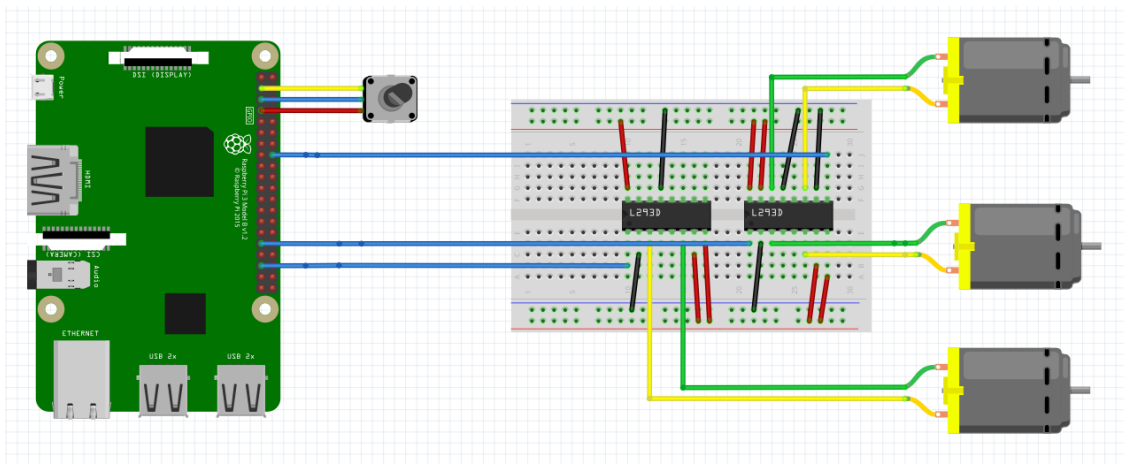 DSI (DISPLAY)
Power
GPIO
HDMI
Raspberry Pi 3 Model B v1.2
© Raspberry Pi 2015
L293D
L293D
CSI (CAMERA)
Audio
ETHERNET
USB 2x
USB 2x